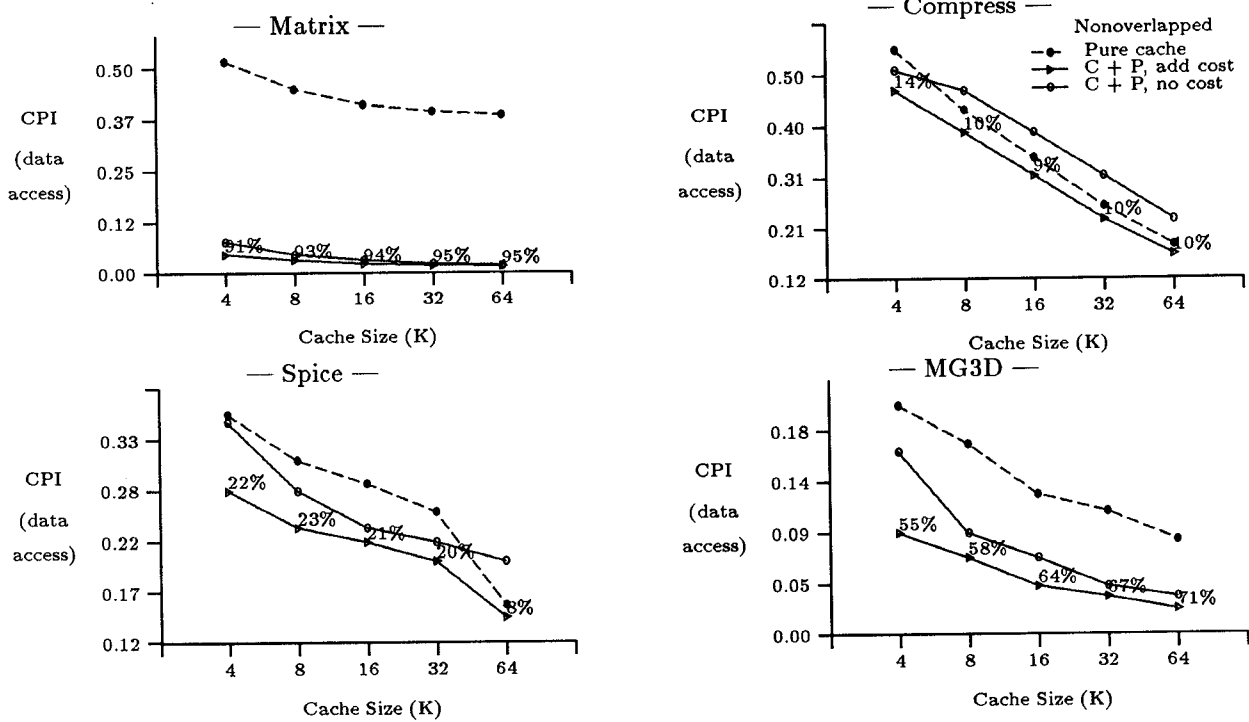 — Matrix —
0.50
0.37
0.25
0.12
0.00
CPI
(data
access)
91%
93%
94%
95%
95%
4
8
16
32
64
Cache Size (K)
— Compress —
Nonoverlapped
Pure cache
C + P, add cost
C + P, no cost
0.50
0.40
0.31
0.21
0.12
CPI
(data
access)
14%
10%
9%
10%
10%
4
8
16
32
64
Cache Size (K)
— Spice —
0.33
0.28
0.22
0.17
0.12
CPI
(data
access)
22%
23%
21%
20%
8%
4
8
16
32
64
Cache Size (K)
— MG3D —
0.18
0.14
0.09
0.05
0.00
CPI
(data
access)
55%
58%
64%
67%
71%
4
8
16
32
64
Cache Size (K)